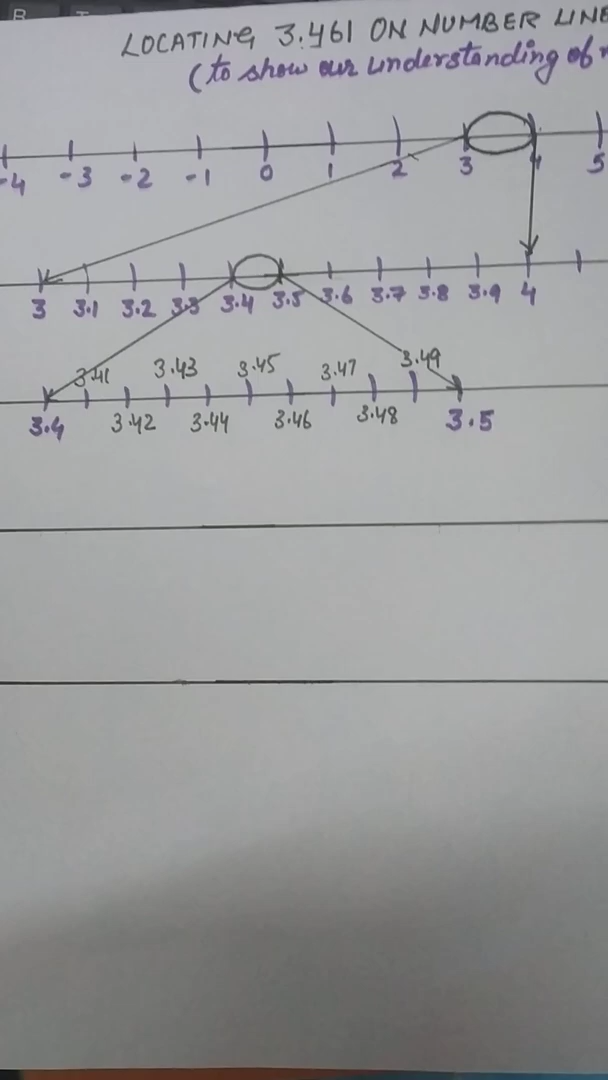 LOCATING 3.461 ON NUMBER LINE
(to show our understanding of
-4 -3 -2 -1 0 1 2 3 4 5
3 3.1 3.2 3.3 3.4 3.5 3.6 3.7 3.8 3.9 4
3.41 3.43 3.45 3.47 3.49
3.4 3.42 3.44 3.46 3.48 3.5